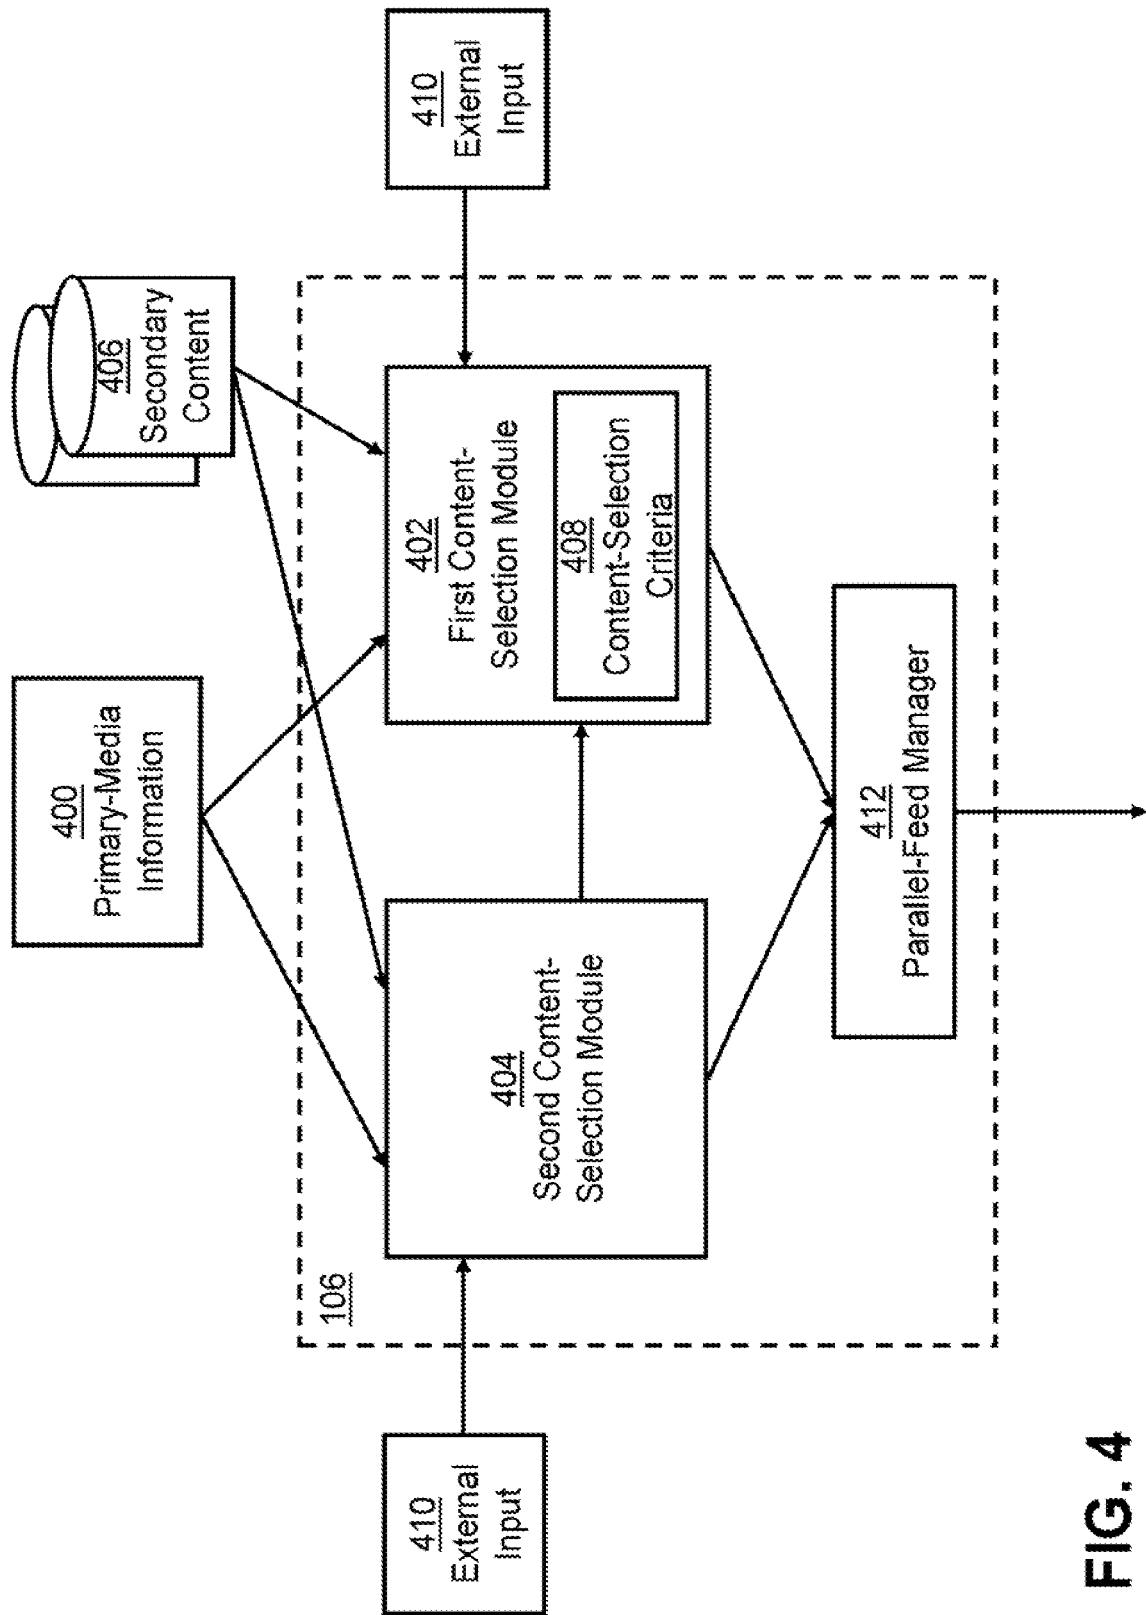 400
Primary-Media
Information
406
Secondary
Content
106
410
External
Input
404
Second Content-
Selection Module
402
First Content-
Selection Module
408
Content-Selection
Criteria
410
External
Input
412
Parallel-Feed Manager
FIG. 4